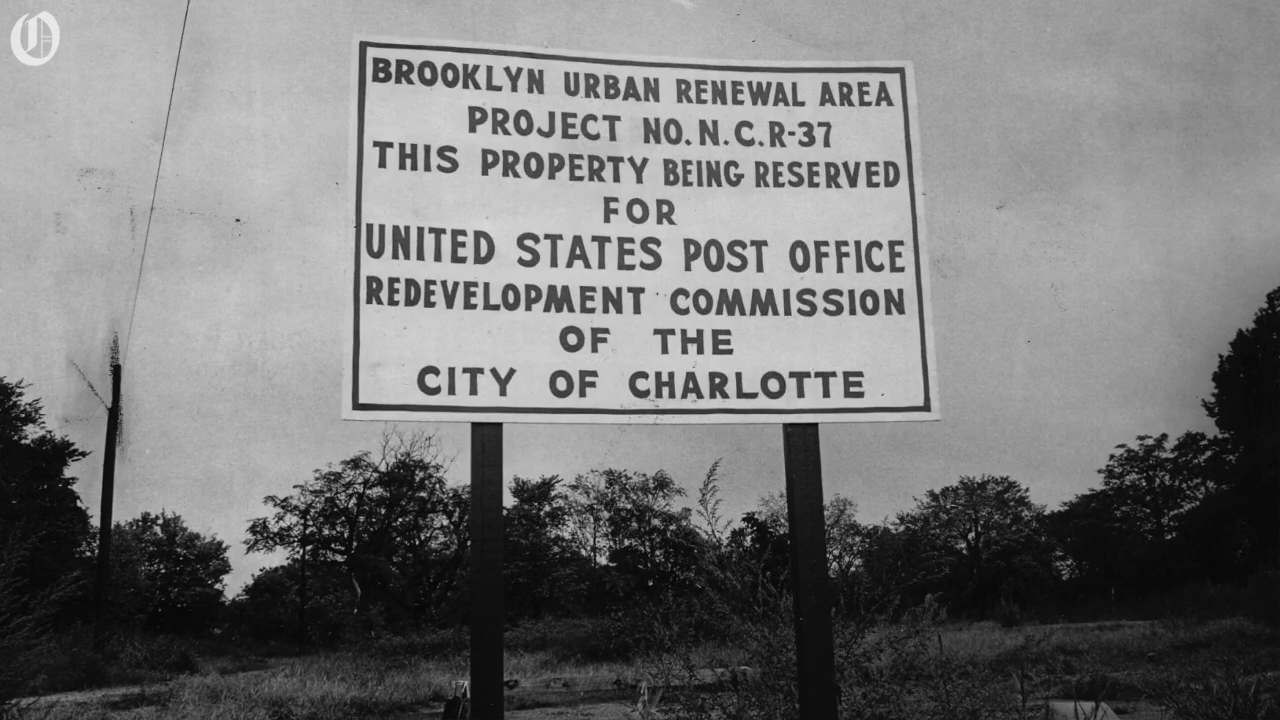 O
BROOKLYN URBAN RENEWAL AREA
PROJECT NO. N.C.R-37
THIS PROPERTY BEING RESERVED
FOR
UNITED STATES POST OFFICE
REDEVELOPMENT COMMISSION
OF THE
CITY OF CHARLOTTE